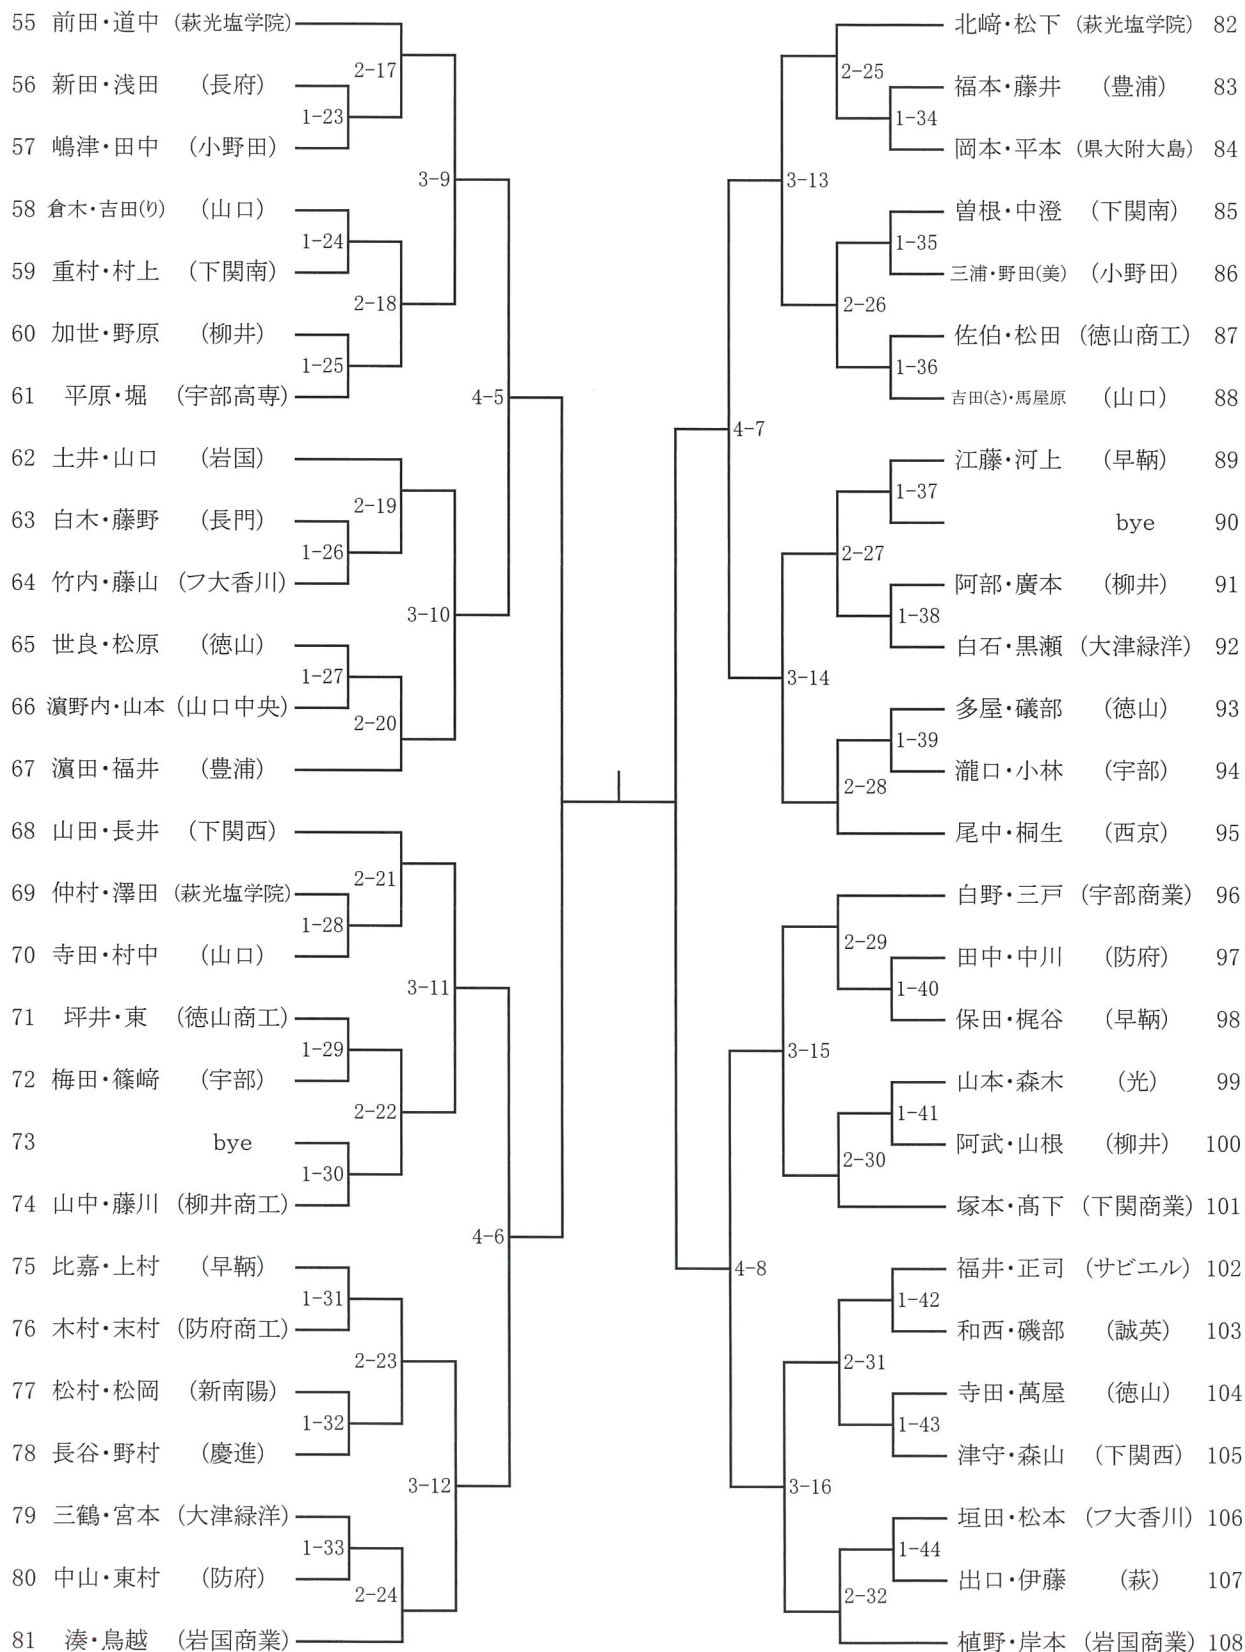 55 前田・道中 (萩光塩学院)
2-17
56 新田・浅田 (長府)
1-23
57 嶋津・田中 (小野田)
3-9
58 倉木・吉田(り) (山口)
1-24
59 重村・村上 (下関南)
2-18
60 加世・野原 (柳井)
1-25
61 平原・堀 (宇部高専)
4-5
62 土井・山口 (岩国)
2-19
63 白木・藤野 (長門)
1-26
64 竹内・藤山 (フ大香川)
3-10
65 世良・松原 (徳山)
1-27
66 濵野内・山本 (山口中央)
2-20
67 濵田・福井 (豊浦)
68 山田・長井 (下関西)
2-21
69 仲村・澤田 (萩光塩学院)
1-28
70 寺田・村中 (山口)
3-11
71 坪井・東 (徳山商工)
1-29
72 梅田・篠﨑 (宇部)
2-22
73 bye
1-30
74 山中・藤川 (柳井商工)
4-6
75 比嘉・上村 (早鞆)
1-31
76 木村・末村 (防府商工)
2-23
77 松村・松岡 (新南陽)
1-32
78 長谷・野村 (慶進)
3-12
79 三鶴・宮本 (大津緑洋)
1-33
80 中山・東村 (防府)
2-24
81 湊・鳥越 (岩国商業)
北﨑・松下 (萩光塩学院) 82
2-25
福本・藤井 (豊浦) 83
1-34
岡本・平本 (県大附大島) 84
3-13
曽根・中澄 (下関南) 85
1-35
三浦・野田(美) (小野田) 86
2-26
佐伯・松田 (徳山商工) 87
1-36
吉田(さ)・馬屋原 (山口) 88
4-7
江藤・河上 (早鞆) 89
1-37
bye 90
2-27
阿部・廣本 (柳井) 91
1-38
白石・黒瀬 (大津緑洋) 92
3-14
多屋・礒部 (徳山) 93
1-39
瀧口・小林 (宇部) 94
2-28
尾中・桐生 (西京) 95
白野・三戸 (宇部商業) 96
2-29
田中・中川 (防府) 97
1-40
保田・梶谷 (早鞆) 98
3-15
山本・森木 (光) 99
1-41
阿武・山根 (柳井) 100
2-30
塚本・髙下 (下関商業) 101
4-8
福井・正司 (サビエル) 102
1-42
和西・磯部 (誠英) 103
2-31
寺田・萬屋 (徳山) 104
1-43
津守・森山 (下関西) 105
3-16
垣田・松本 (フ大香川) 106
1-44
出口・伊藤 (萩) 107
2-32
植野・岸本 (岩国商業) 108